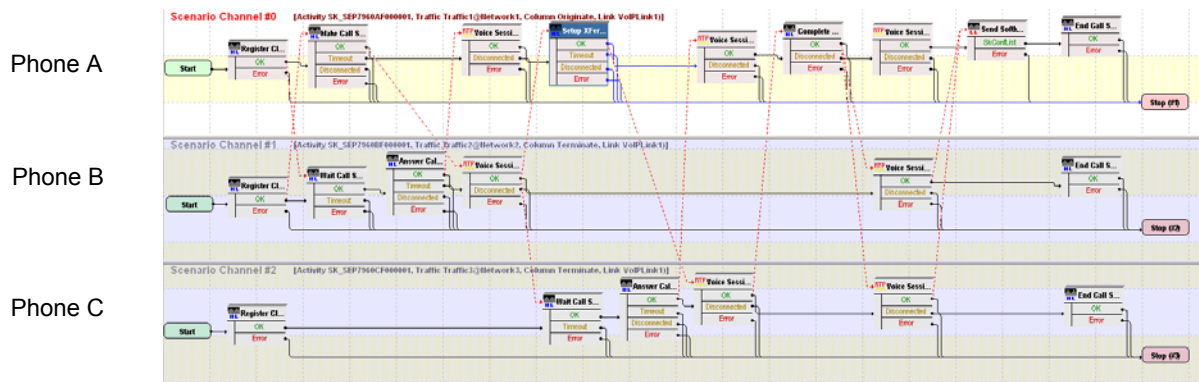 Scenario Channel #0 [Activity SK_SEP7960AF000001, Traffic Traffic1@Network1, Column Originate, Link VoIPLink1)]
Phone A
Start
Register Cl...
OK
Error
Make Call S...
OK
Timeout
Disconnected
Error
Voice Sessi...
OK
Disconnected
Error
Setup XFer...
OK
Timeout
Disconnected
Error
Voice Sessi...
OK
Disconnected
Error
Complete ...
OK
Disconnected
Error
Voice Sessi...
OK
Disconnected
Error
Send Softb...
SksConfList
Error
End Call S...
OK
Error
Stop (#1)
Scenario Channel #1 [Activity SK_SEP7960BF000001, Traffic Traffic2@Network2, Column Terminate, Link VoIPLink1)]
Phone B
Start
Register Cl...
OK
Error
Wait Call S...
OK
Timeout
Error
Answer Cal...
OK
Timeout
Disconnected
Error
Voice Sessi...
OK
Disconnected
Error
Voice Sessi...
OK
Disconnected
Error
End Call S...
OK
Error
Stop (#2)
Scenario Channel #2 [Activity SK_SEP7960CF000001, Traffic Traffic3@Network3, Column Terminate, Link VoIPLink1)]
Phone C
Start
Register Cl...
OK
Error
Wait Call S...
OK
Timeout
Error
Answer Cal...
OK
Timeout
Disconnected
Error
Voice Sessi...
OK
Disconnected
Error
Voice Sessi...
OK
Disconnected
Error
End Call S...
OK
Error
Stop (#3)